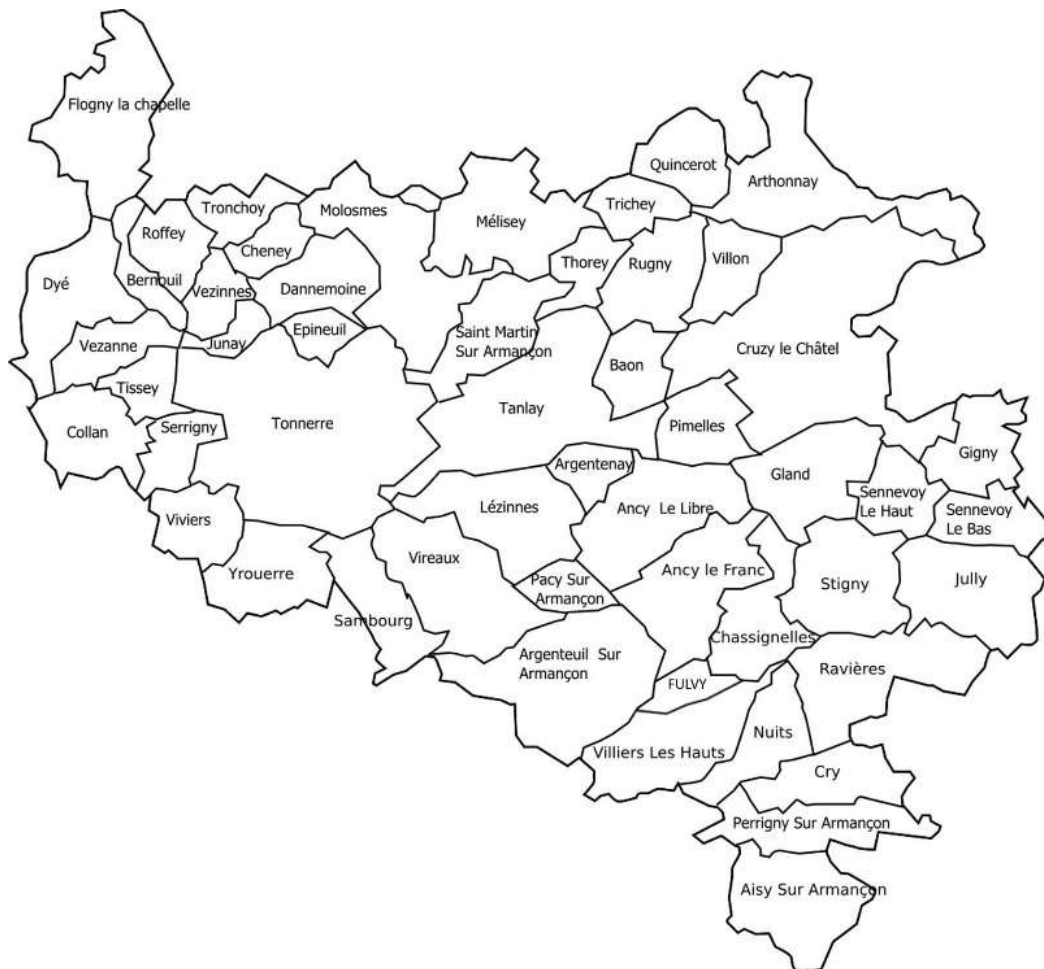 Flogny la chapelle
Quincerot
Arthonnay
Trichey
Tronchoy
Molosmes
Mélisey
Roffey
Cheney
Thorey
Rugny
Villon
Dyé
Bernouil
Vezinnes
Dannemoine
Epineuil
Saint Martin
Sur Armançon
Vezanne
Junay
Cruzy le Châtel
Baon
Tissey
Tanlay
Collan
Serrigny
Tonnerre
Pimelles
Gigny
Argentenay
Gland
Sennevoy
Le Haut
Lézinnes
Ancy Le Libre
Sennevoy
Le Bas
Viviers
Vireaux
Ancy le Franc
Yrouerre
Pacy Sur
Armançon
Stigny
Jully
Sambourg
Chassignelles
Argenteuil Sur
Armançon
Ravières
FULVY
Nuits
Villiers Les Hauts
Cry
Perrigny Sur Armançon
Aisy Sur Armançon